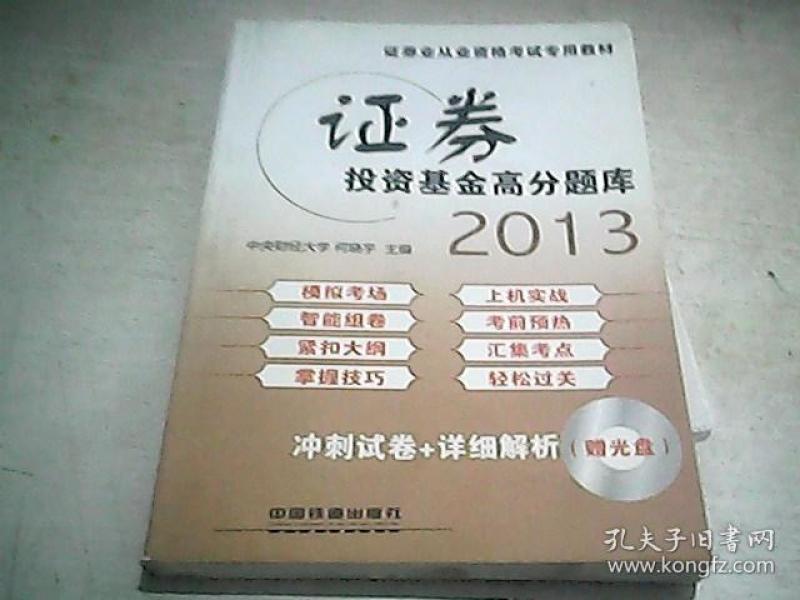 证券业从业资格考试专用教材
证券
投资基金高分题库
2013
中央财经大学 何晓宇 主编
模拟考场
上机实战
智能组卷
考前预热
紧扣大纲
汇集考点
掌握技巧
轻松过关
冲刺试卷+详细解析(赠光盘)
中国铁道出版社
孔夫子旧书网
www.kongfz.com